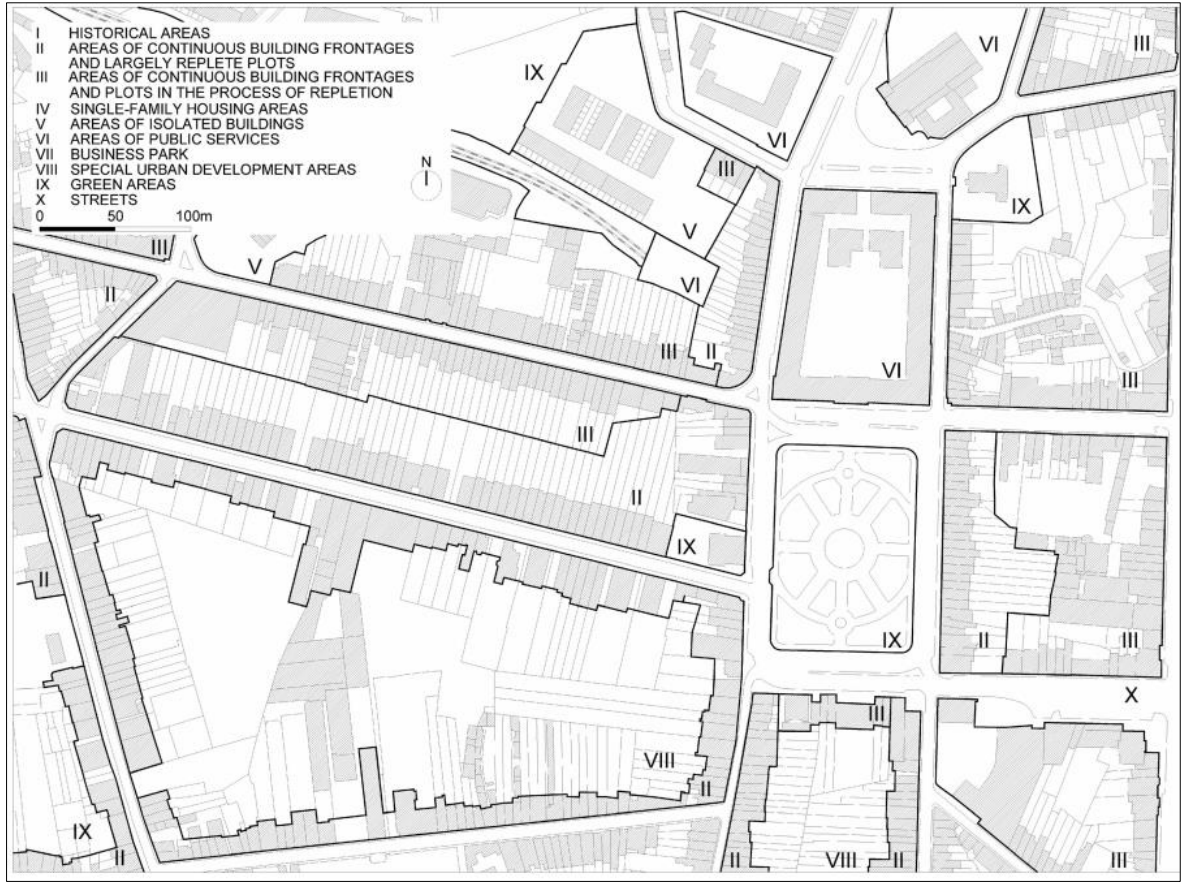 I HISTORICAL AREAS
II AREAS OF CONTINUOUS BUILDING FRONTAGES
AND LARGELY REPLETE PLOTS
III AREAS OF CONTINUOUS BUILDING FRONTAGES
AND PLOTS IN THE PROCESS OF REPLETION
IV SINGLE-FAMILY HOUSING AREAS
V AREAS OF ISOLATED BUILDINGS
VI AREAS OF PUBLIC SERVICES
VII BUSINESS PARK
VIII SPECIAL URBAN DEVELOPMENT AREAS
IX GREEN AREAS
X STREETS
0 50 100m
N
VI
III
IX
VI
III
IX
V
III
V
VI
II
III
II
VI
III
III
II
IX
II
IX
II
III
X
III
VIII
II
IX
II
II
VIII
II
III